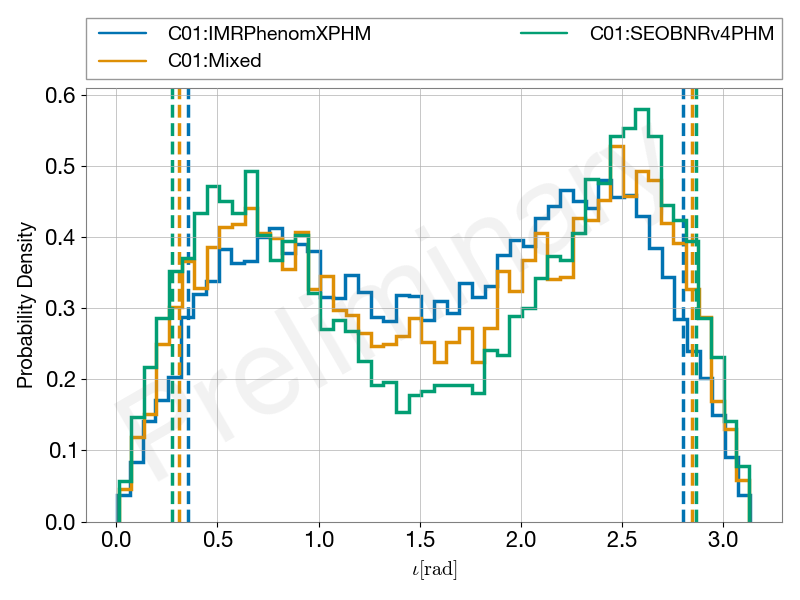 C01:IMRPhenomXPHM
C01:Mixed
C01:SEOBNRv4PHM
0.6
0.5
0.4
0.3
0.2
0.1
0.0
Probability Density
Preliminary
0.0 0.5 1.0 1.5 2.0 2.5 3.0
ι[rad]